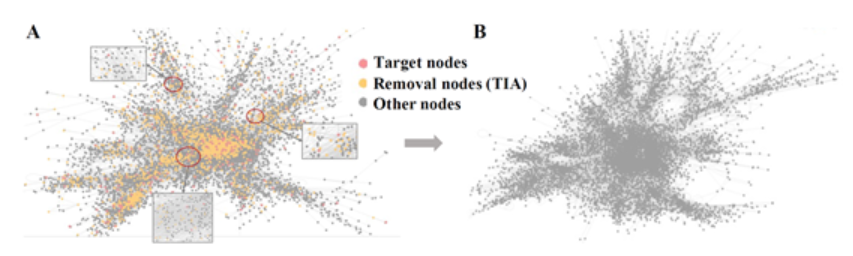 A
B
Target nodes
Removal nodes (TIA)
Other nodes